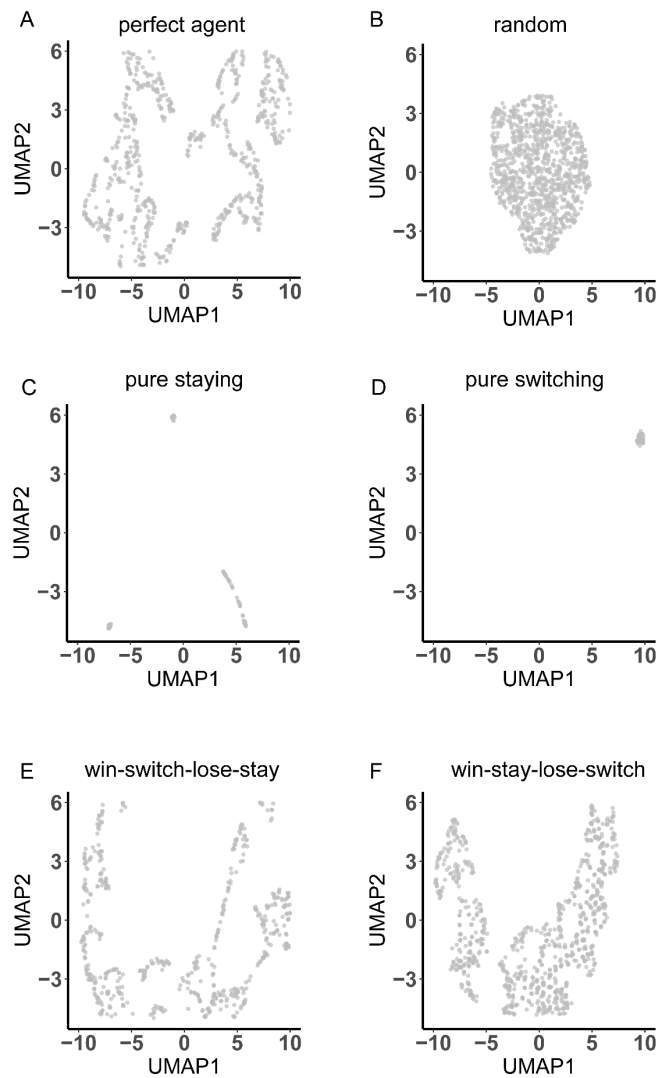 A
perfect agent
6
3
0
−3
UMAP2
−10 −5 0 5 10
UMAP1
B
random
6
3
0
−3
UMAP2
−10 −5 0 5 10
UMAP1
C
pure staying
6
3
0
−3
UMAP2
−10 −5 0 5 10
UMAP1
D
pure switching
6
3
0
−3
UMAP2
−10 −5 0 5 10
UMAP1
E
win-switch-lose-stay
6
3
0
−3
UMAP2
−10 −5 0 5 10
UMAP1
F
win-stay-lose-switch
6
3
0
−3
UMAP2
−10 −5 0 5 10
UMAP1